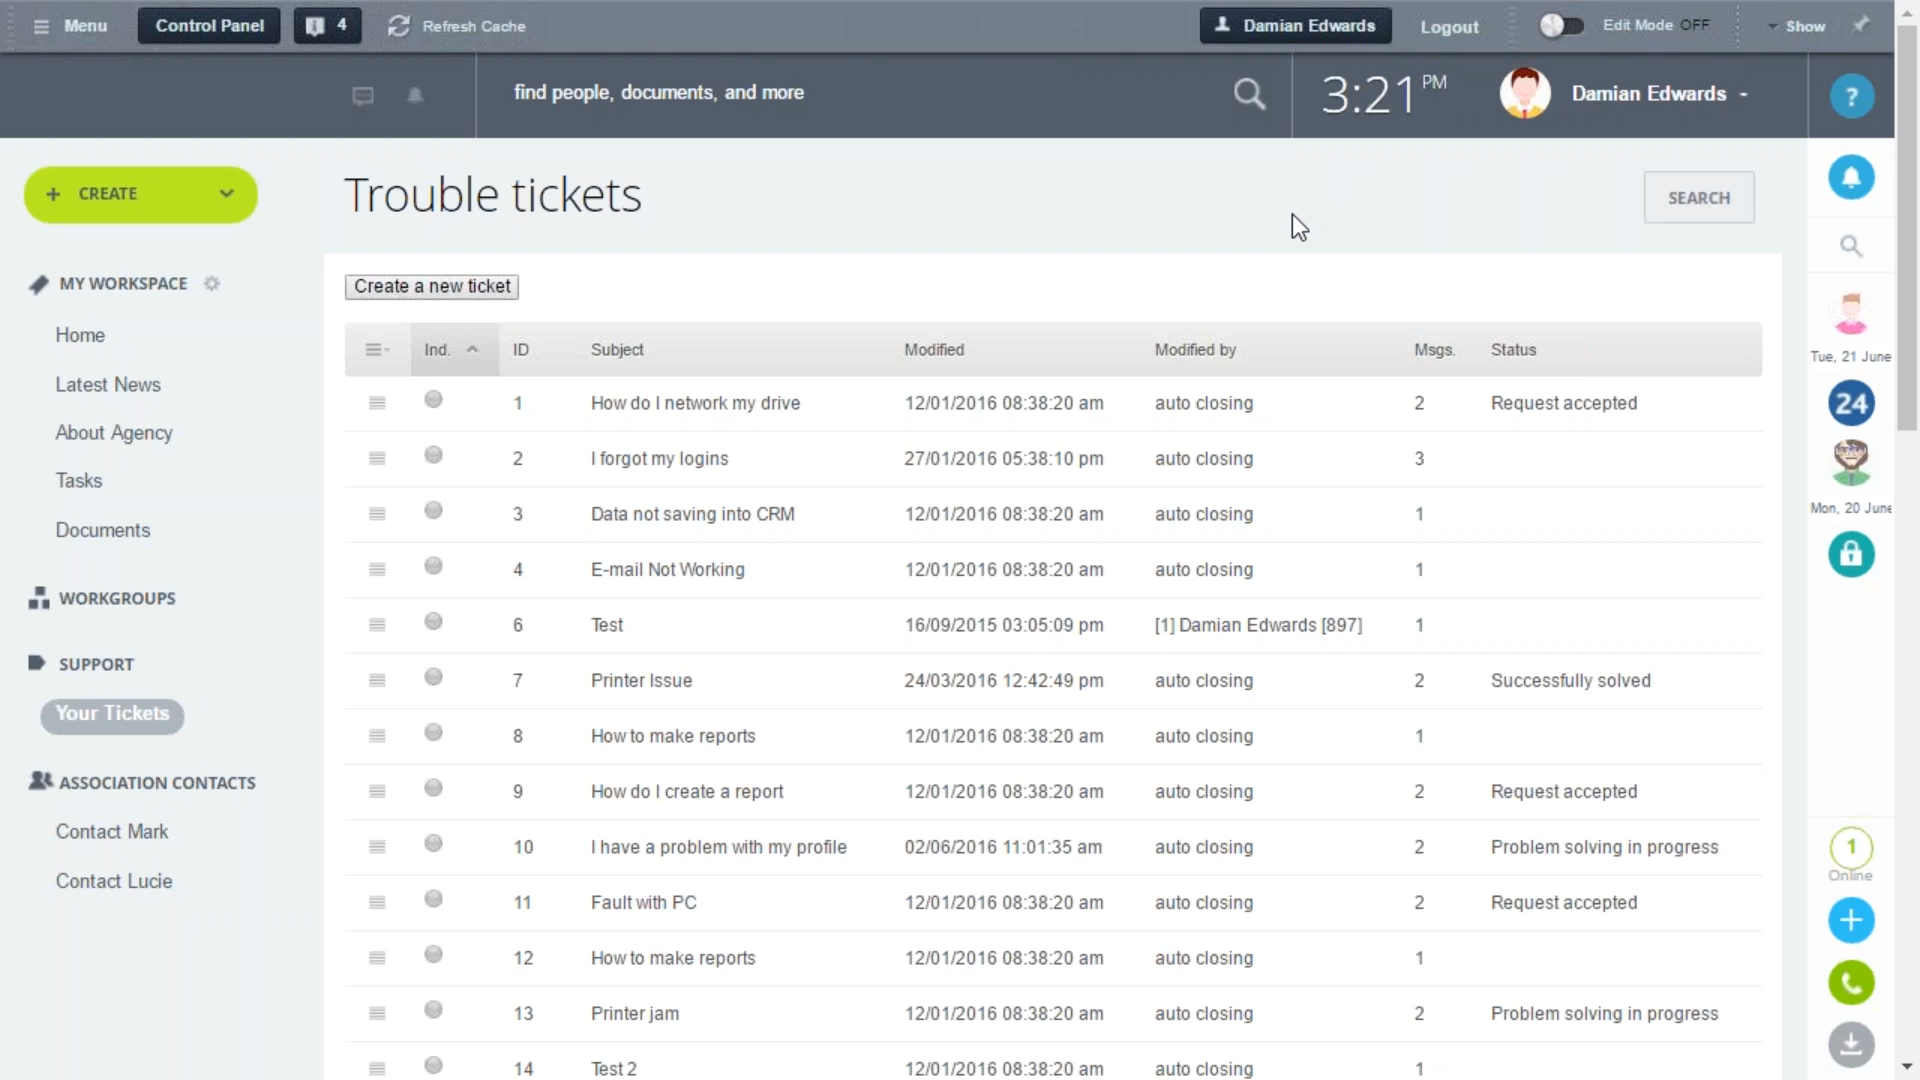 Menu Control Panel 4 Refresh Cache Damian Edwards Logout Edit Mode OFF Show
find people, documents, and more 3:21 PM Damian Edwards ?
+ CREATE
Trouble tickets
SEARCH
MY WORKSPACE
Home
Latest News
About Agency
Tasks
Documents
WORKGROUPS
SUPPORT
Your Tickets
ASSOCIATION CONTACTS
Contact Mark
Contact Lucie
Create a new ticket
Ind. ID Subject Modified Modified by Msgs. Status
1 How do I network my drive 12/01/2016 08:38:20 am auto closing 2 Request accepted
2 I forgot my logins 27/01/2016 05:38:10 pm auto closing 3
3 Data not saving into CRM 12/01/2016 08:38:20 am auto closing 1
4 E-mail Not Working 12/01/2016 08:38:20 am auto closing 1
6 Test 16/09/2015 03:05:09 pm [1] Damian Edwards [897] 1
7 Printer Issue 24/03/2016 12:42:49 pm auto closing 2 Successfully solved
8 How to make reports 12/01/2016 08:38:20 am auto closing 1
9 How do I create a report 12/01/2016 08:38:20 am auto closing 2 Request accepted
10 I have a problem with my profile 02/06/2016 11:01:35 am auto closing 2 Problem solving in progress
11 Fault with PC 12/01/2016 08:38:20 am auto closing 2 Request accepted
12 How to make reports 12/01/2016 08:38:20 am auto closing 1
13 Printer jam 12/01/2016 08:38:20 am auto closing 2 Problem solving in progress
14 Test 2 12/01/2016 08:38:20 am auto closing 1
Tue, 21 June
24
Mon, 20 June
1
Online